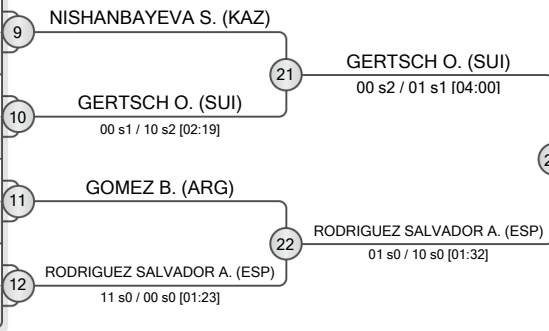 NISHANBAYEVA S. (KAZ)
9
21
GERTSCH O. (SUI)
00 s2 / 01 s1 [04:00]
GERTSCH O. (SUI)
10
00 s1 / 10 s2 [02:19]
2
GOMEZ B. (ARG)
11
22
RODRIGUEZ SALVADOR A. (ESP)
01 s0 / 10 s0 [01:32]
RODRIGUEZ SALVADOR A. (ESP)
12
11 s0 / 00 s0 [01:23]